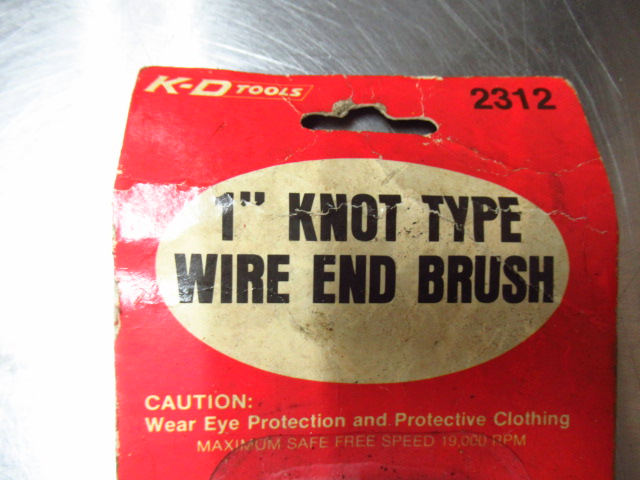 K-D TOOLS 2312
1" KNOT TYPE
WIRE END BRUSH
CAUTION:
Wear Eye Protection and Protective Clothing
MAXIMUM SAFE FREE SPEED 19,000 RPM